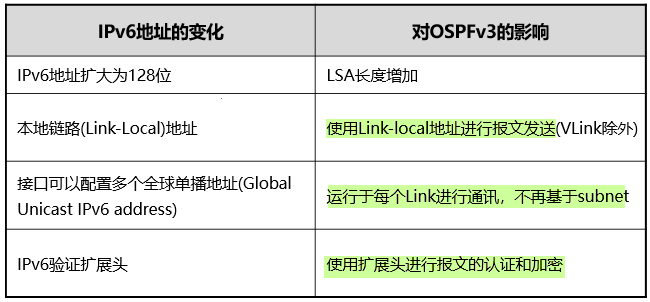 IPv6地址的变化
对OSPFv3的影响
IPv6地址扩大为128位
LSA长度增加
本地链路(Link-Local)地址
使用Link-local地址进行报文发送(VLink除外)
接口可以配置多个全球单播地址(Global
Unicast IPv6 address)
运行于每个Link进行通讯，不再基于subnet
IPv6验证扩展头
使用扩展头进行报文的认证和加密